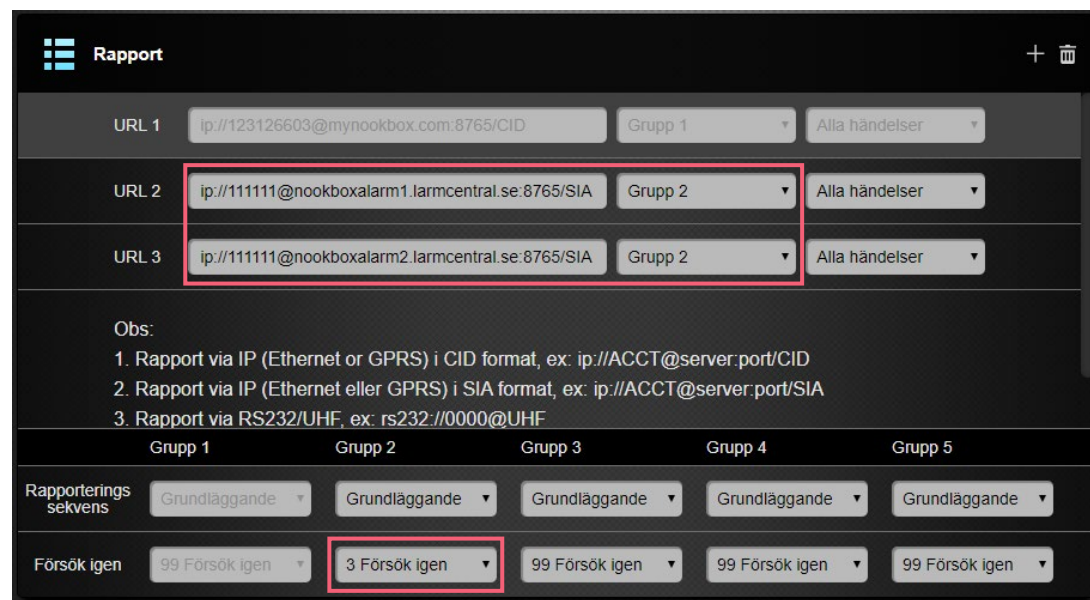 Rapport
URL 1 ip://123126603@mynookbox.com:8765/CID Grupp 1 Alla händelser
URL 2 ip://111111@nookboxalarm1.larmcentral.se:8765/SIA Grupp 2 Alla händelser
URL 3 ip://111111@nookboxalarm2.larmcentral.se:8765/SIA Grupp 2 Alla händelser
Obs:
1. Rapport via IP (Ethernet or GPRS) i CID format, ex: ip://ACCT@server:port/CID
2. Rapport via IP (Ethernet eller GPRS) i SIA format, ex: ip://ACCT@server:port/SIA
3. Rapport via RS232/UHF, ex: rs232://0000@UHF
Grupp 1 Grupp 2 Grupp 3 Grupp 4 Grupp 5
Rapporterings
sekvens Grundläggande Grundläggande Grundläggande Grundläggande Grundläggande
Försök igen 99 Försök igen 3 Försök igen 99 Försök igen 99 Försök igen 99 Försök igen